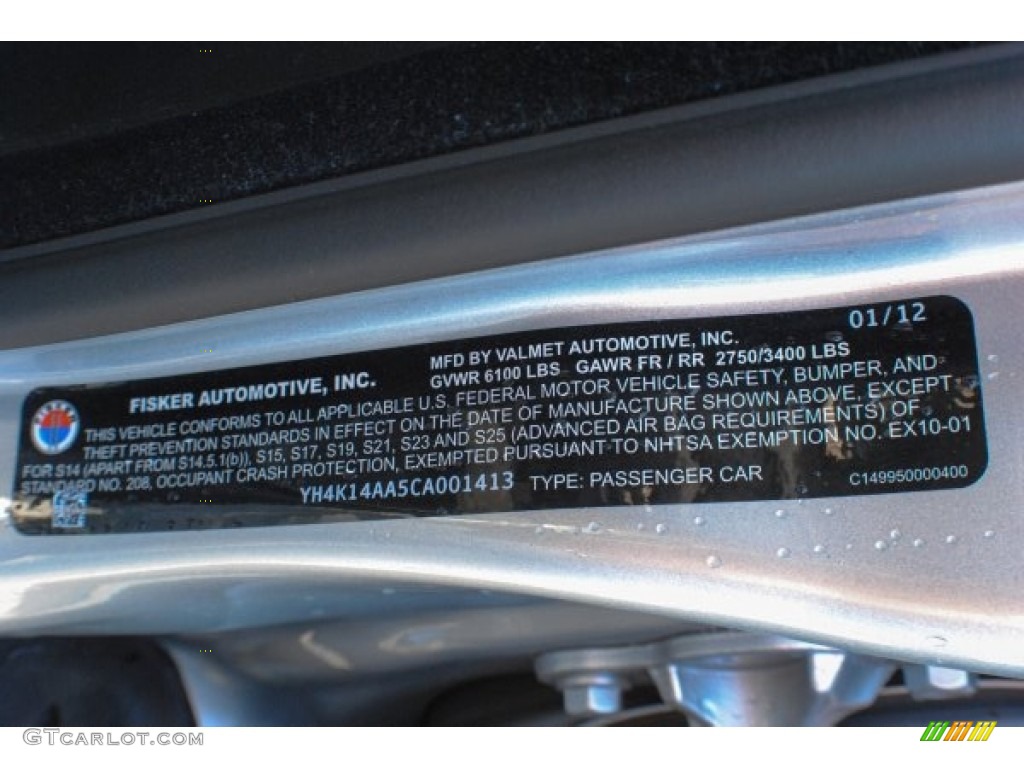 01/12
FISKER AUTOMOTIVE, INC.
MFD BY VALMET AUTOMOTIVE, INC.
GVWR 6100 LBS GAWR FR / RR 2750/3400 LBS
THIS VEHICLE CONFORMS TO ALL APPLICABLE U.S. FEDERAL MOTOR VEHICLE SAFETY, BUMPER, AND
THEFT PREVENTION STANDARDS IN EFFECT ON THE DATE OF MANUFACTURE SHOWN ABOVE, EXCEPT
FOR S14 (APART FROM S14.5.1(b)), S15, S17, S19, S21, S23 AND S25 (ADVANCED AIR BAG REQUIREMENTS) OF
STANDARD NO. 208, OCCUPANT CRASH PROTECTION, EXEMPTED PURSUANT TO NHTSA EXEMPTION NO. EX10-01
YH4K14AA5CA001413 TYPE: PASSENGER CAR
C149950000400
GTCARLOT.COM